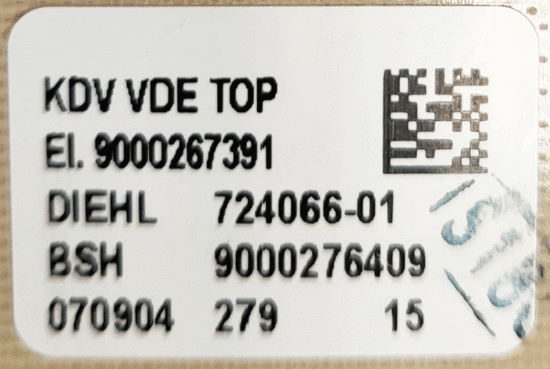 KDV VDE TOP
El. 9000267391
DIEHL 724066-01
BSH 9000276409
070904 279 15